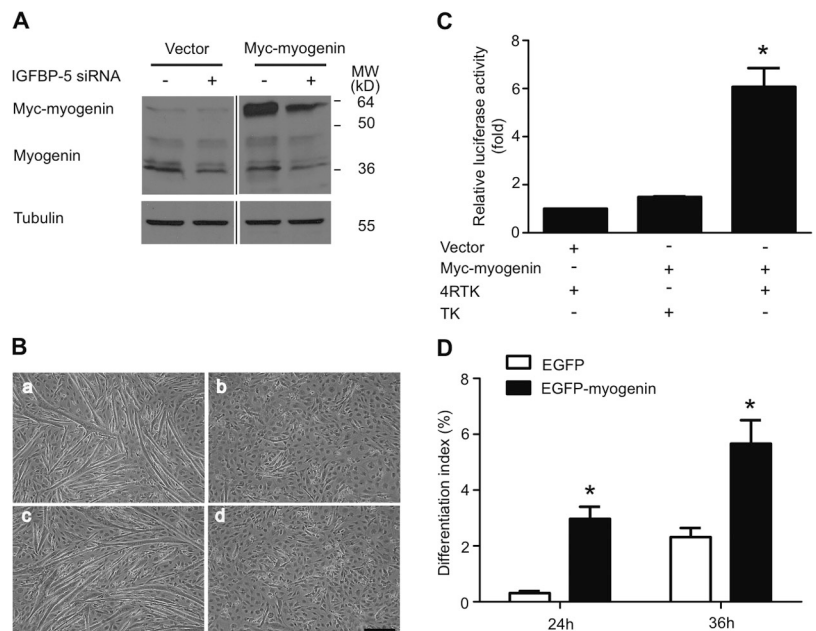 A
Vector
Myc-myogenin
IGFBP-5 siRNA
- + - +
MW
(kD)
Myc-myogenin
Myogenin
Tubulin
64
50
36
55
B
a
b
c
d
C
Relative luciferase activity
(fold)
8
6
4
2
0
*
Vector + - -
Myc-myogenin - + +
4RTK + - +
TK - + -
D
EGFP
EGFP-myogenin
Differentiation index (%)
8
6
4
2
0
*
*
24h
36h